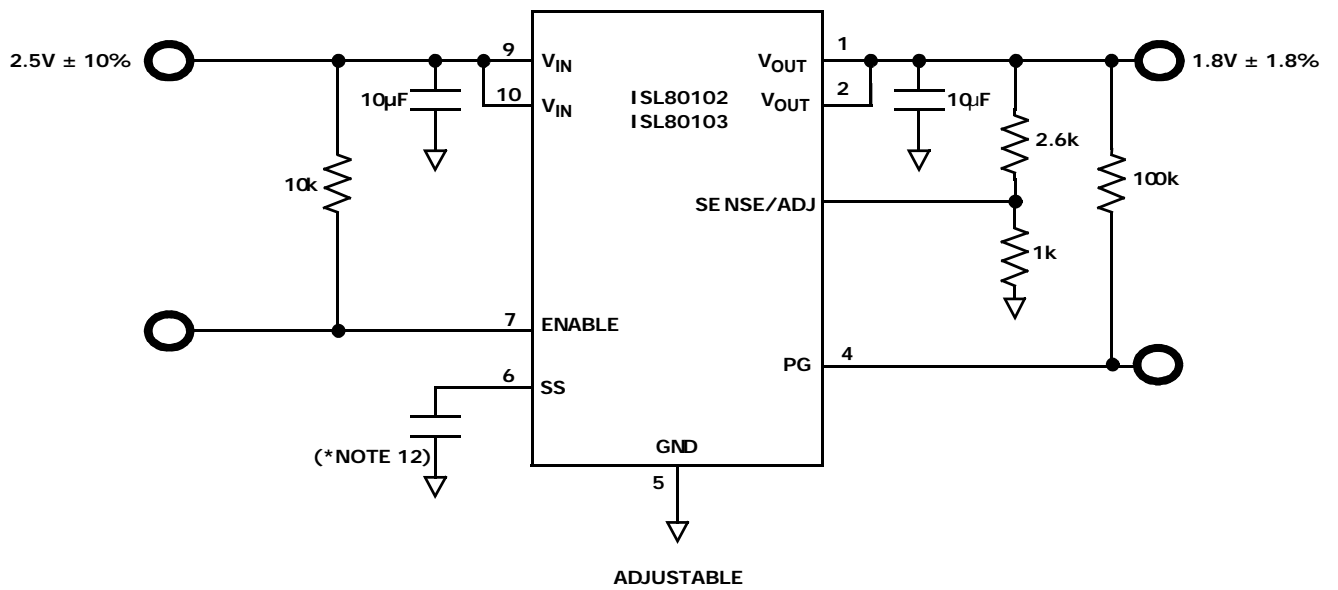 2.5V ± 10%
9
VIN
10
VIN
10µF
10k
ISL80102
ISL80103
1
VOUT
2
VOUT
10µF
1.8V ± 1.8%
2.6k
100k
SENSE/ADJ
1k
7
ENABLE
6
SS
(*NOTE 12)
PG
4
GND
5
ADJUSTABLE